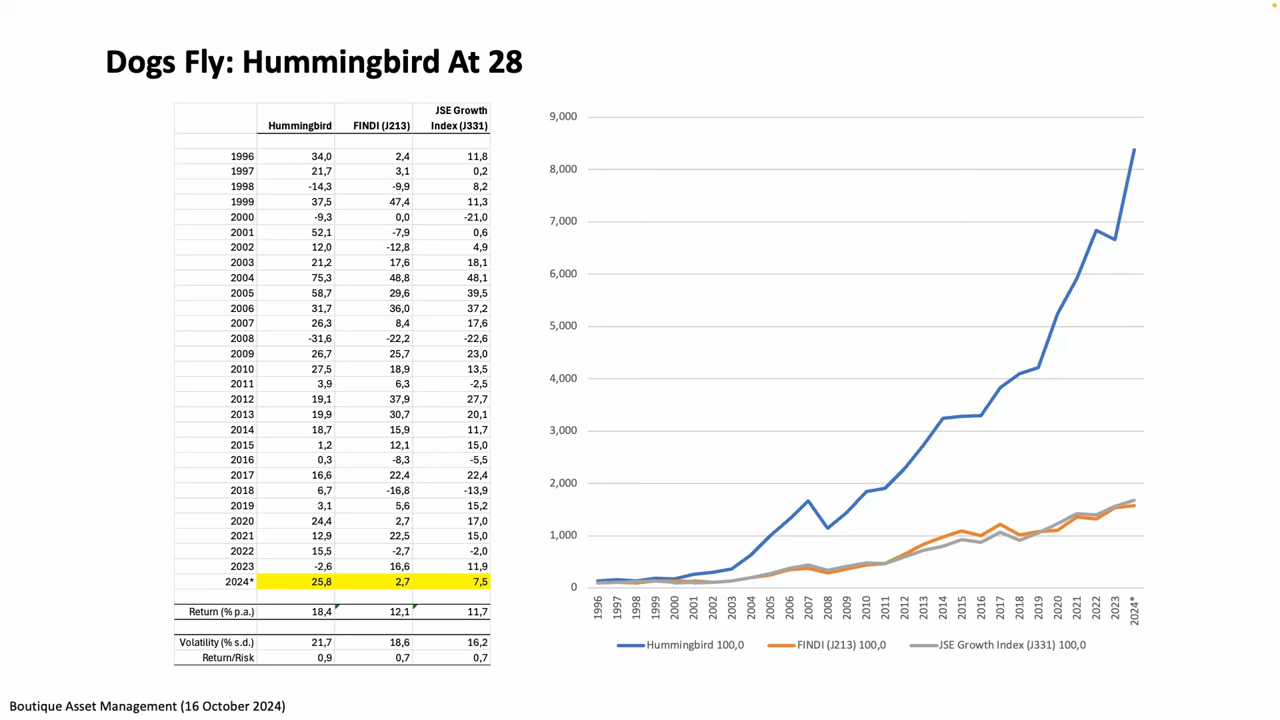 Dogs Fly: Hummingbird At 28
JSE Growth
Hummingbird FINDI (J213) Index (J331)
1996 34,0 2,4 11,8
1997 21,7 3,1 0,2
1998 -14,3 -9,9 8,2
1999 37,5 47,4 11,3
2000 -9,3 0,0 -21,0
2001 52,1 -7,9 0,6
2002 12,0 -12,8 4,9
2003 21,2 17,6 18,1
2004 75,3 48,8 48,1
2005 58,7 29,6 39,5
2006 31,7 36,0 37,2
2007 26,3 8,4 17,6
2008 -31,6 -22,2 -22,6
2009 26,7 25,7 23,0
2010 27,5 18,9 13,5
2011 3,9 6,3 -2,5
2012 19,1 37,9 27,7
2013 19,9 30,7 20,1
2014 18,7 15,9 11,7
2015 1,2 12,1 15,0
2016 0,3 -8,3 -5,5
2017 16,6 22,4 22,4
2018 6,7 -16,8 -13,9
2019 3,1 5,6 15,2
2020 24,4 2,7 17,0
2021 12,9 22,5 15,0
2022 15,5 -2,7 -2,0
2023 -2,6 16,6 11,9
2024* 25,8 2,7 7,5
Return (% p.a.) 18,4 12,1 11,7
Volatility (% s.d.) 21,7 18,6 16,2
Return/Risk 0,9 0,7 0,7
9,000
8,000
7,000
6,000
5,000
4,000
3,000
2,000
1,000
0
1996 1997 1998 1999 2000 2001 2002 2003 2004 2005 2006 2007 2008 2009 2010 2011 2012 2013 2014 2015 2016 2017 2018 2019 2020 2021 2022 2023 2024*
Hummingbird 100,0 FINDI (J213) 100,0 JSE Growth Index (J331) 100,0
Boutique Asset Management (16 October 2024)